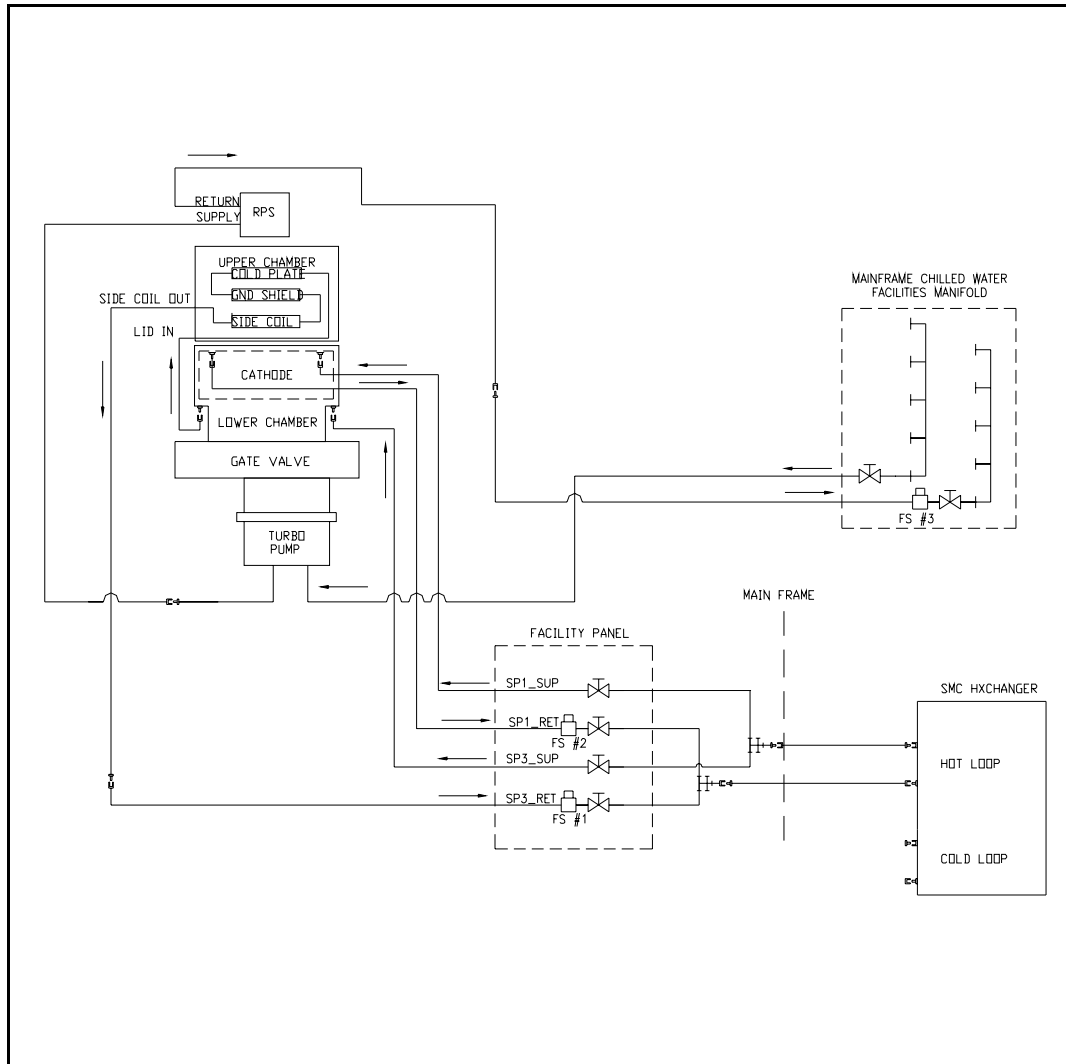 RETURN
SUPPLY
RPS
UPPER CHAMBER
COLD PLATE
GND SHIELD
SIDE COIL
SIDE COIL OUT
LID IN
CATHODE
LOWER CHAMBER
GATE VALVE
TURBO
PUMP
MAINFRAME CHILLED WATER
FACILITIES MANIFOLD
FS #3
MAIN FRAME
FACILITY PANEL
SP1_SUP
SP1_RET
FS #2
SP3_SUP
SP3_RET
FS #1
SMC HXCHANGER
HOT LOOP
COLD LOOP